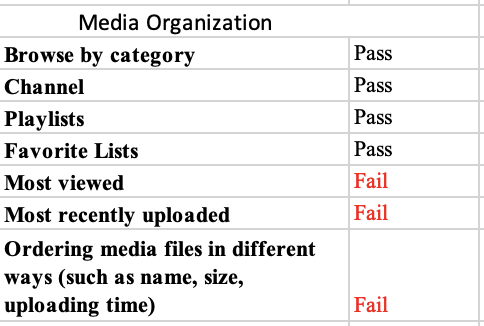 Media Organization
Browse by category Pass
Channel Pass
Playlists Pass
Favorite Lists Pass
Most viewed Fail
Most recently uploaded Fail
Ordering media files in different
ways (such as name, size,
uploading time) Fail